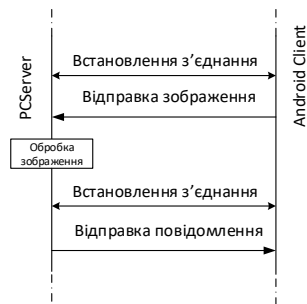 PCServer
Android Client
Встановлення з’єднання
Відправка зображення
Обробка
зображення
Встановлення з’єднання
Відправка повідомлення